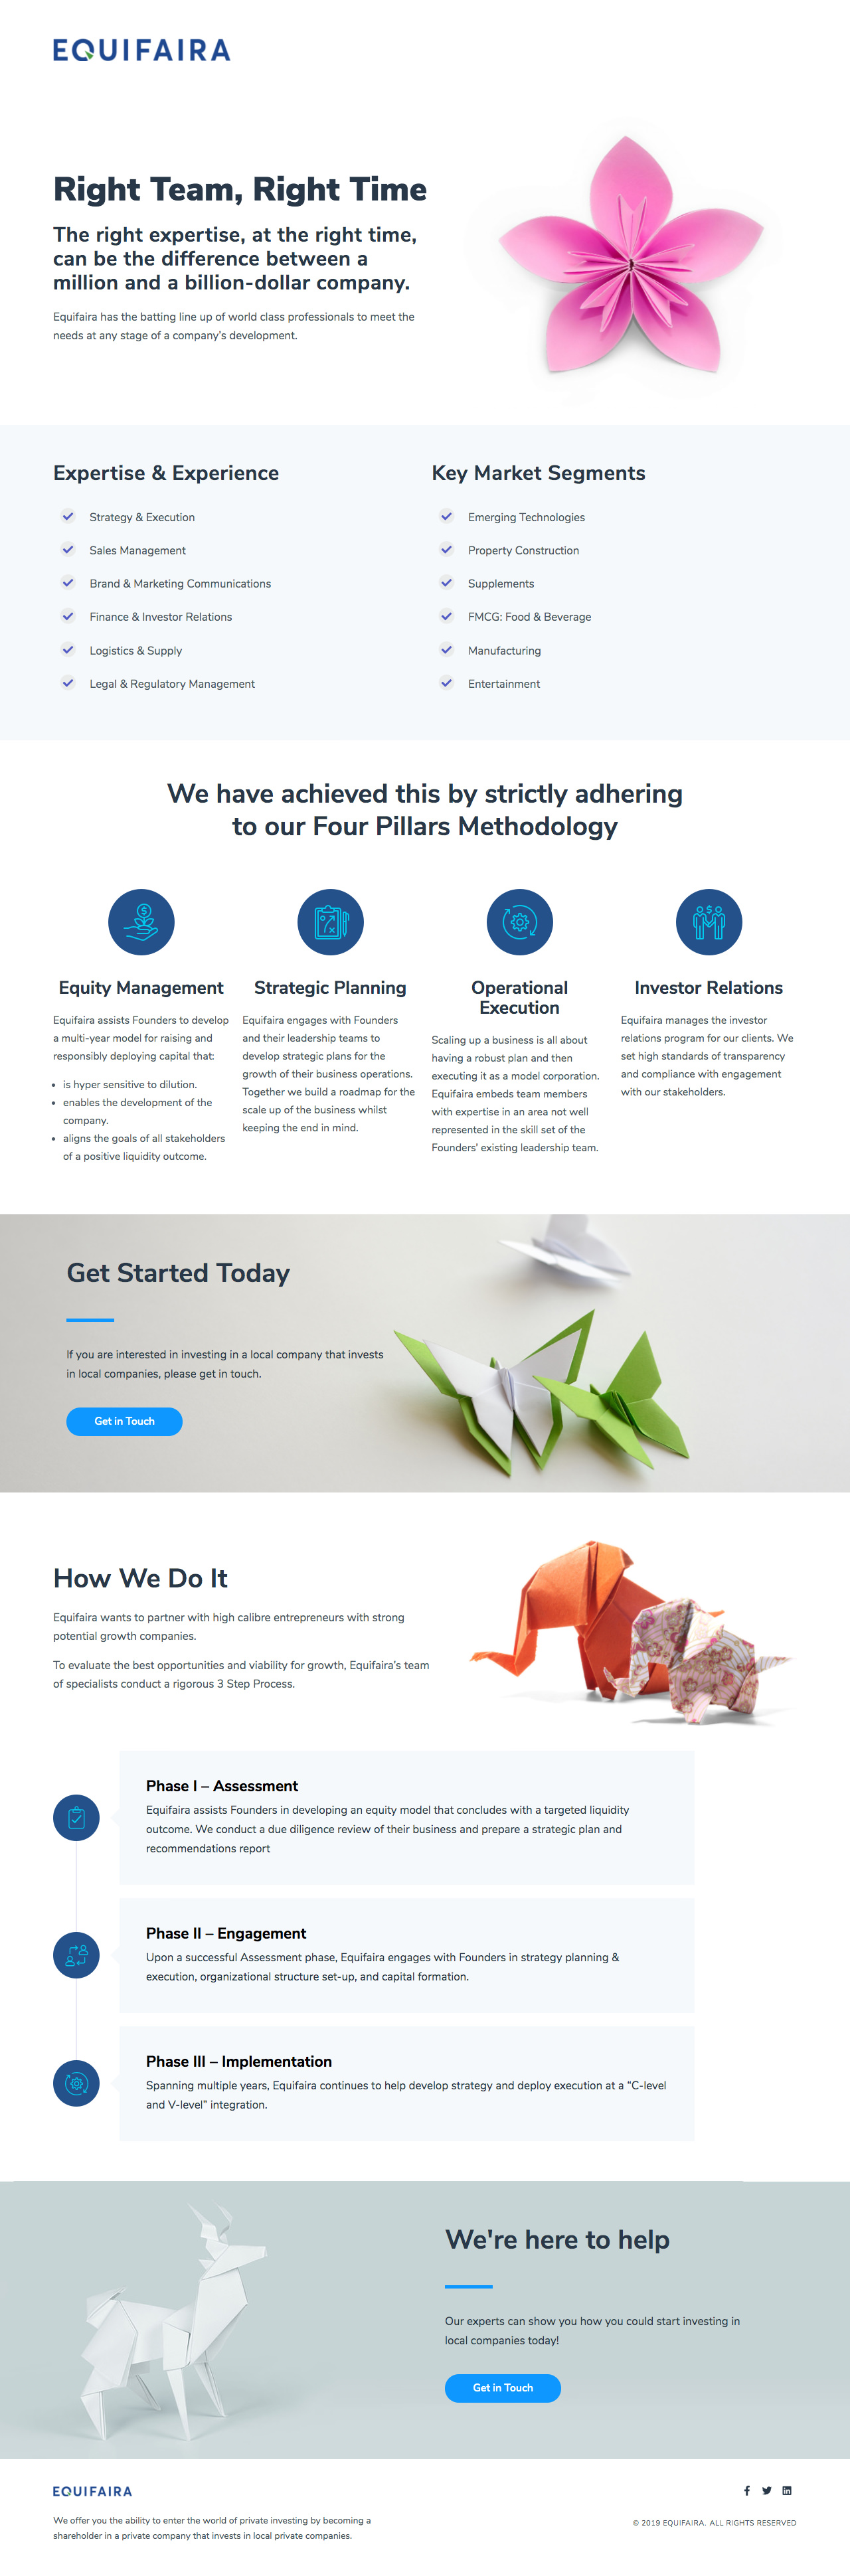 EQUIFAIRA
Right Team, Right Time
The right expertise, at the right time,
can be the difference between a
million and a billion-dollar company.
Equifaira has the batting line up of world class professionals to meet the
needs at any stage of a company's development.
Expertise & Experience
Strategy & Execution
Sales Management
Brand & Marketing Communications
Finance & Investor Relations
Logistics & Supply
Legal & Regulatory Management
Key Market Segments
Emerging Technologies
Property Construction
Supplements
FMCG: Food & Beverage
Manufacturing
Entertainment
We have achieved this by strictly adhering
to our Four Pillars Methodology
Equity Management
Equifaira assists Founders to develop
a multi-year model for raising and
responsibly deploying capital that:
• is hyper sensitive to dilution.
• enables the development of the
company.
• aligns the goals of all stakeholders
of a positive liquidity outcome.
Strategic Planning
Equifaira engages with Founders
and their leadership teams to
develop strategic plans for the
growth of their business operations.
Together we build a roadmap for the
scale up of the business whilst
keeping the end in mind.
Operational
Execution
Scaling up a business is all about
having a robust plan and then
executing it as a model corporation.
Equifaira embeds team members
with expertise in an area not well
represented in the skill set of the
Founders' existing leadership team.
Investor Relations
Equifaira manages the investor
relations program for our clients. We
set high standards of transparency
and compliance with engagement
with our stakeholders.
Get Started Today
If you are interested in investing in a local company that invests
in local companies, please get in touch.
Get in Touch
How We Do It
Equifaira wants to partner with high calibre entrepreneurs with strong
potential growth companies.
To evaluate the best opportunities and viability for growth, Equifaira's team
of specialists conduct a rigorous 3 Step Process.
Phase I – Assessment
Equifaira assists Founders in developing an equity model that concludes with a targeted liquidity
outcome. We conduct a due diligence review of their business and prepare a strategic plan and
recommendations report
Phase II – Engagement
Upon a successful Assessment phase, Equifaira engages with Founders in strategy planning &
execution, organizational structure set-up, and capital formation.
Phase III – Implementation
Spanning multiple years, Equifaira continues to help develop strategy and deploy execution at a "C-level
and V-level" integration.
We're here to help
Our experts can show you how you could start investing in
local companies today!
Get in Touch
EQUIFAIRA
We offer you the ability to enter the world of private investing by becoming a
shareholder in a private company that invests in local private companies.
© 2019 EQUIFAIRA. ALL RIGHTS RESERVED